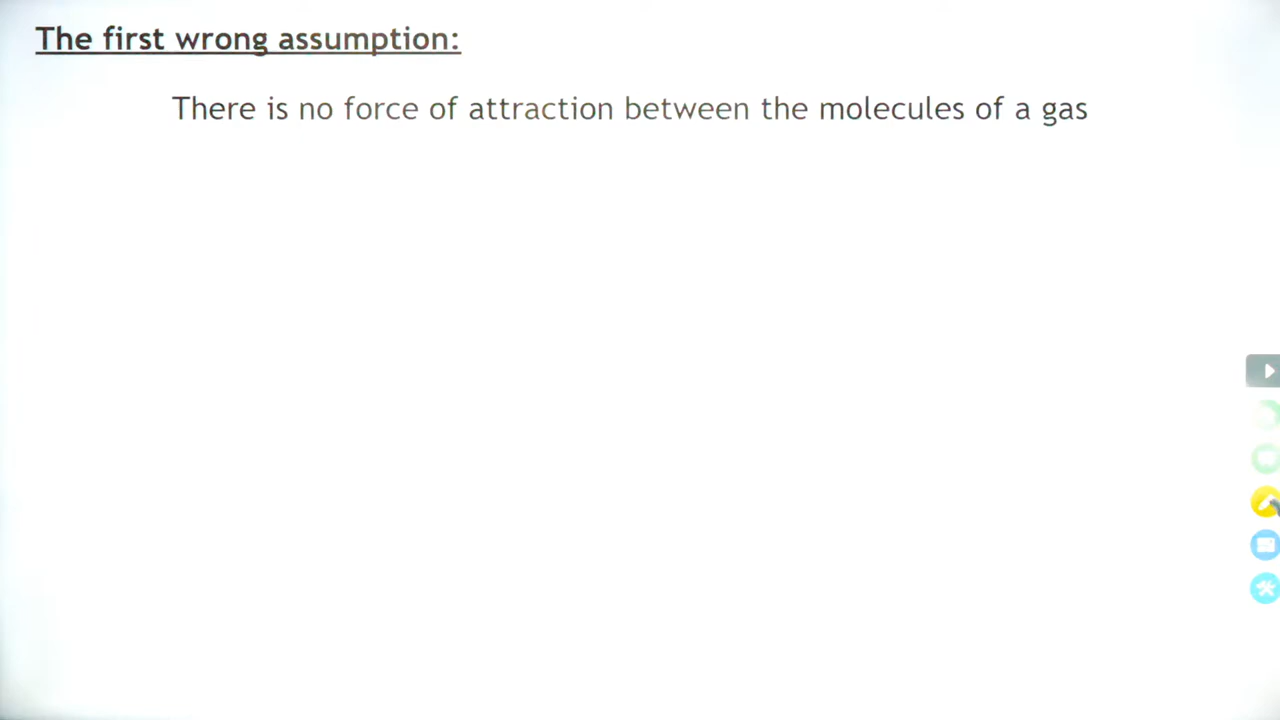 The first wrong assumption:
There is no force of attraction between the molecules of a gas